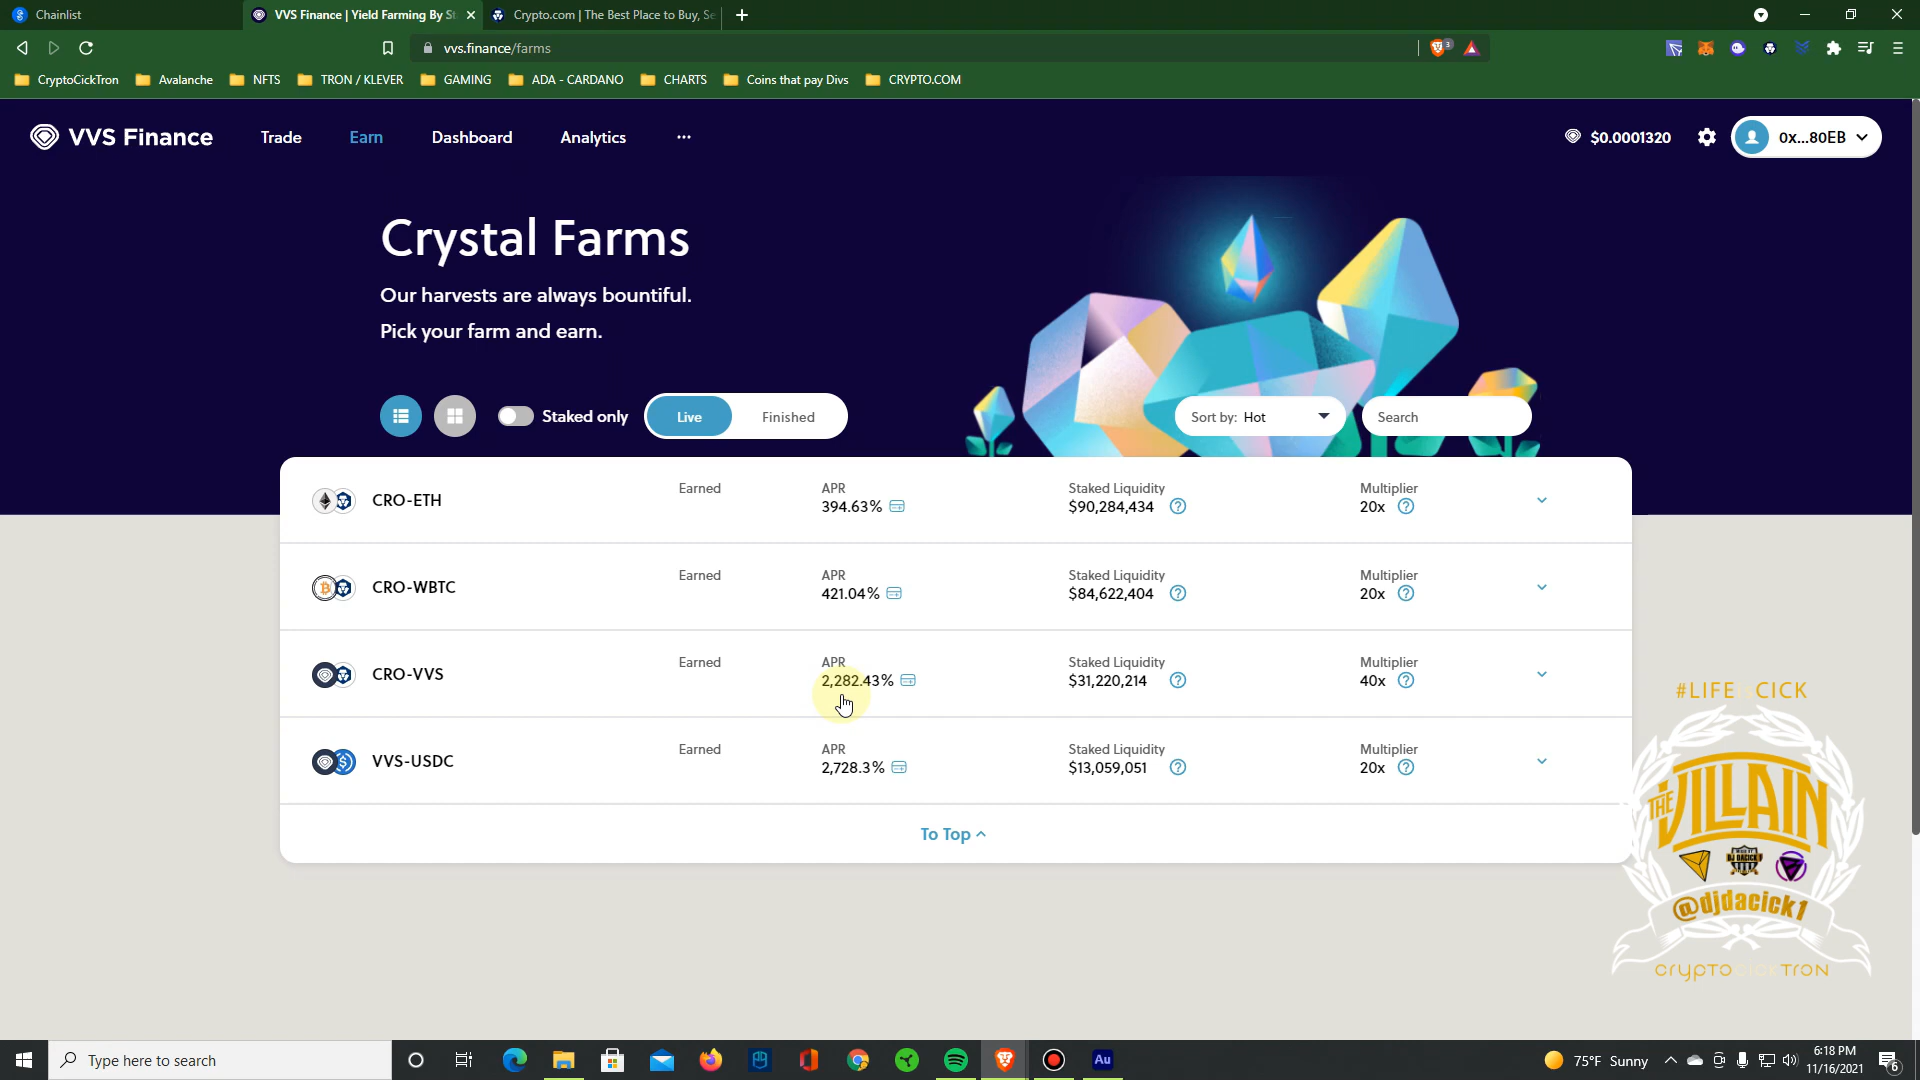 Chainlist
VVS Finance | Yield Farming By St
Crypto.com | The Best Place to Buy, Se
vvs.finance/farms
3
CryptoCickTron
Avalanche
NFTS
TRON / KLEVER
GAMING
ADA - CARDANO
CHARTS
Coins that pay Divs
CRYPTO.COM
VVS Finance
Trade
Earn
Dashboard
Analytics
$0.0001320
0x...80EB
Crystal Farms
Our harvests are always bountiful.
Pick your farm and earn.
Staked only
Live
Finished
Sort by: Hot
Search
CRO-ETH
Earned
APR
394.63%
Staked Liquidity
$90,284,434
Multiplier
20x
CRO-WBTC
Earned
APR
421.04%
Staked Liquidity
$84,622,404
Multiplier
20x
CRO-VVS
Earned
APR
2,282.43%
Staked Liquidity
$31,220,214
Multiplier
40x
VVS-USDC
Earned
APR
2,728.3%
Staked Liquidity
$13,059,051
Multiplier
20x
To Top
#LIFE CICK
THE
VILLAIN
DJ DACICK
@djdacick1
cryptocicktron
Type here to search
Au
75°F Sunny
6:18 PM
11/16/2021
6